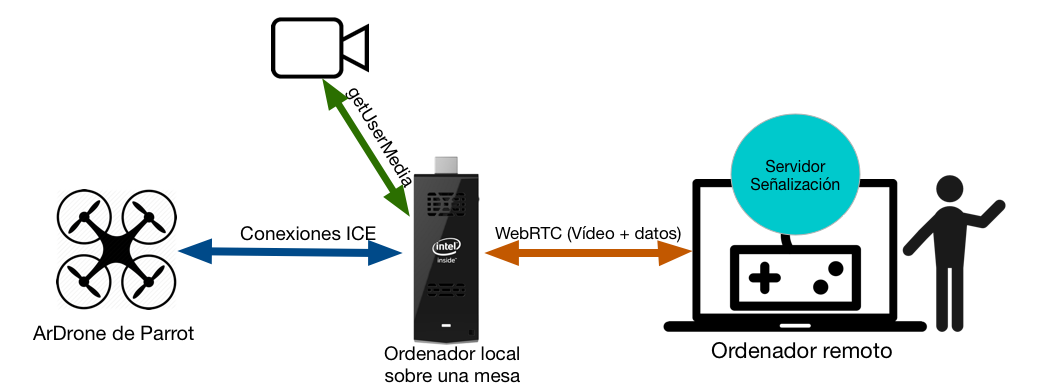 getUserMedia
Servidor
Señalización
Conexiones ICE
WebRTC (Vídeo + datos)
intel
inside™
ArDrone de Parrot
Ordenador local
sobre una mesa
Ordenador remoto